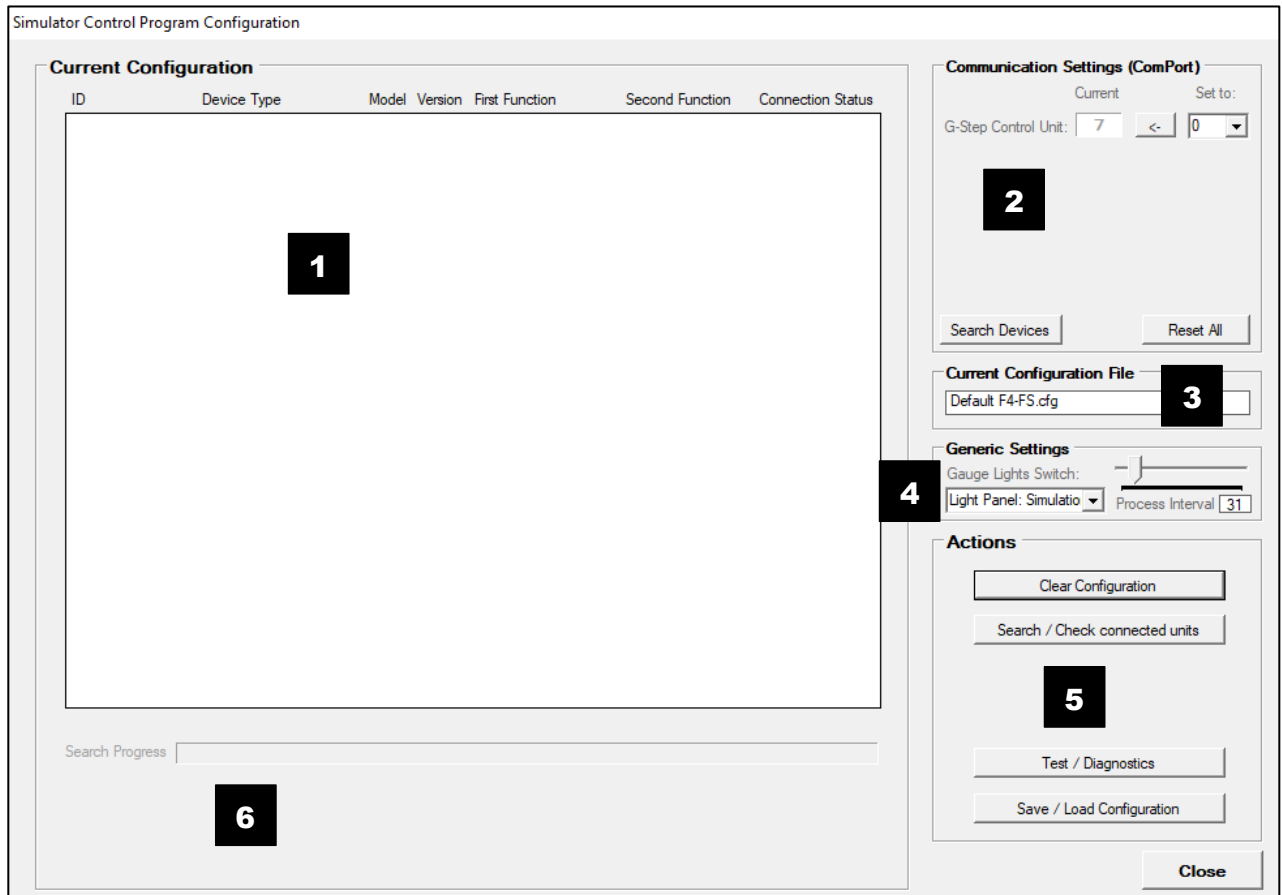 Simulator Control Program Configuration
Current Configuration
ID Device Type Model Version First Function Second Function Connection Status
1
Search Progress
6
Communication Settings (ComPort)
Current Set to:
G-Step Control Unit: 7 <- 0
2
Search Devices Reset All
Current Configuration File
Default F4-FS.cfg
3
Generic Settings
Gauge Lights Switch:
4
Light Panel: Simulatio Process Interval 31
Actions
Clear Configuration
Search / Check connected units
5
Test / Diagnostics
Save / Load Configuration
Close